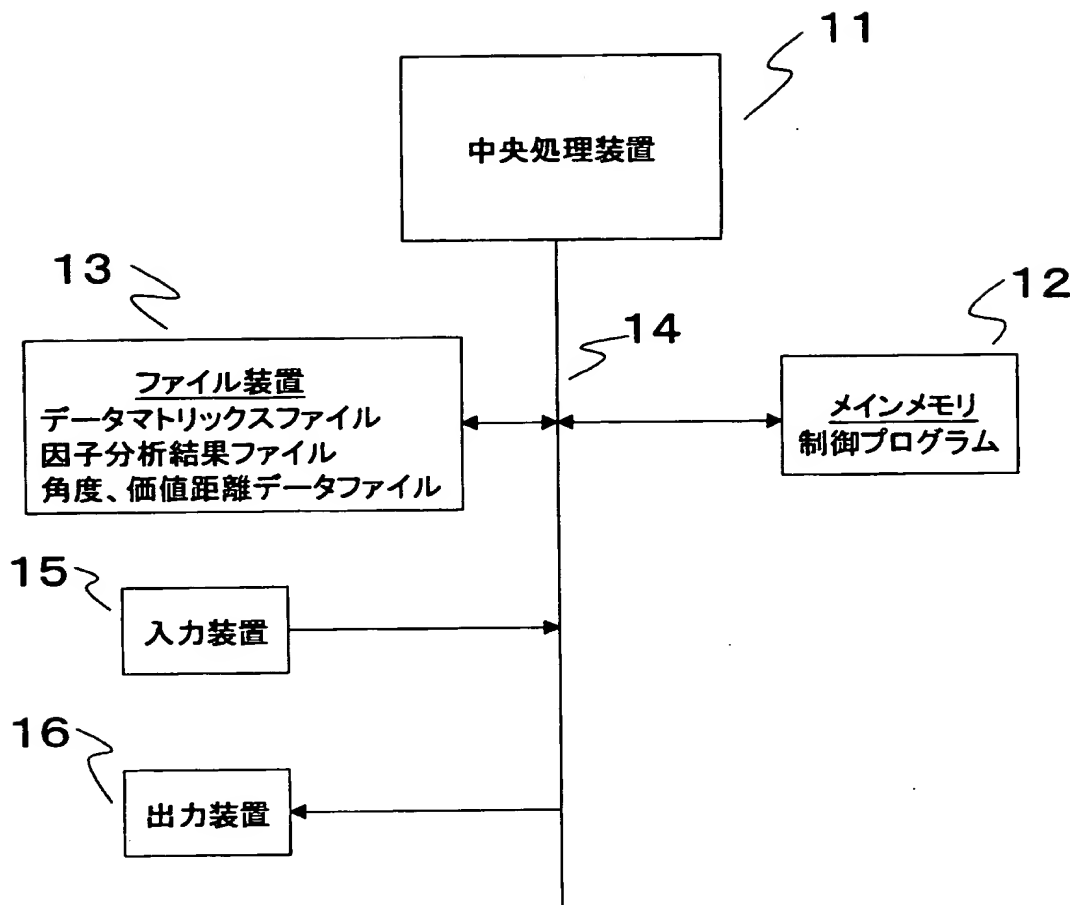 11
中央処理装置
13
ファイル装置
データマトリックスファイル
因子分析結果ファイル
角度、価値距離データファイル
14
12
メインメモリ
制御プログラム
15
入力装置
16
出力装置